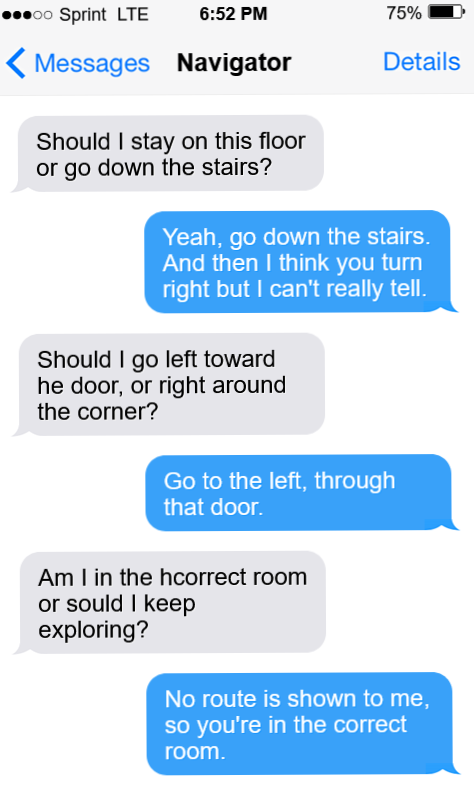 Sprint LTE 6:52 PM 75%
Messages Navigator Details
Should I stay on this floor
or go down the stairs?
Yeah, go down the stairs.
And then I think you turn
right but I can't really tell.
Should I go left toward
he door, or right around
the corner?
Go to the left, through
that door.
Am I in the hcorrect room
or sould I keep
exploring?
No route is shown to me,
so you're in the correct
room.